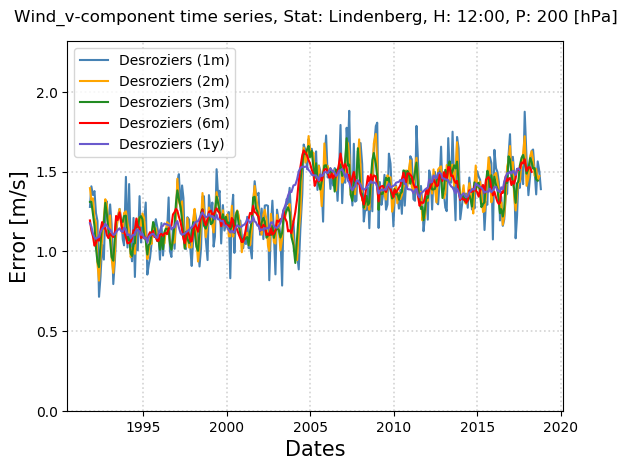 Wind_v-component time series, Stat: Lindenberg, H: 12:00, P: 200 [hPa]
Desroziers (1m)
Desroziers (2m)
Desroziers (3m)
Desroziers (6m)
Desroziers (1y)
Error [m/s]
2.0
1.5
1.0
0.5
0.0
1995 2000 2005 2010 2015 2020
Dates